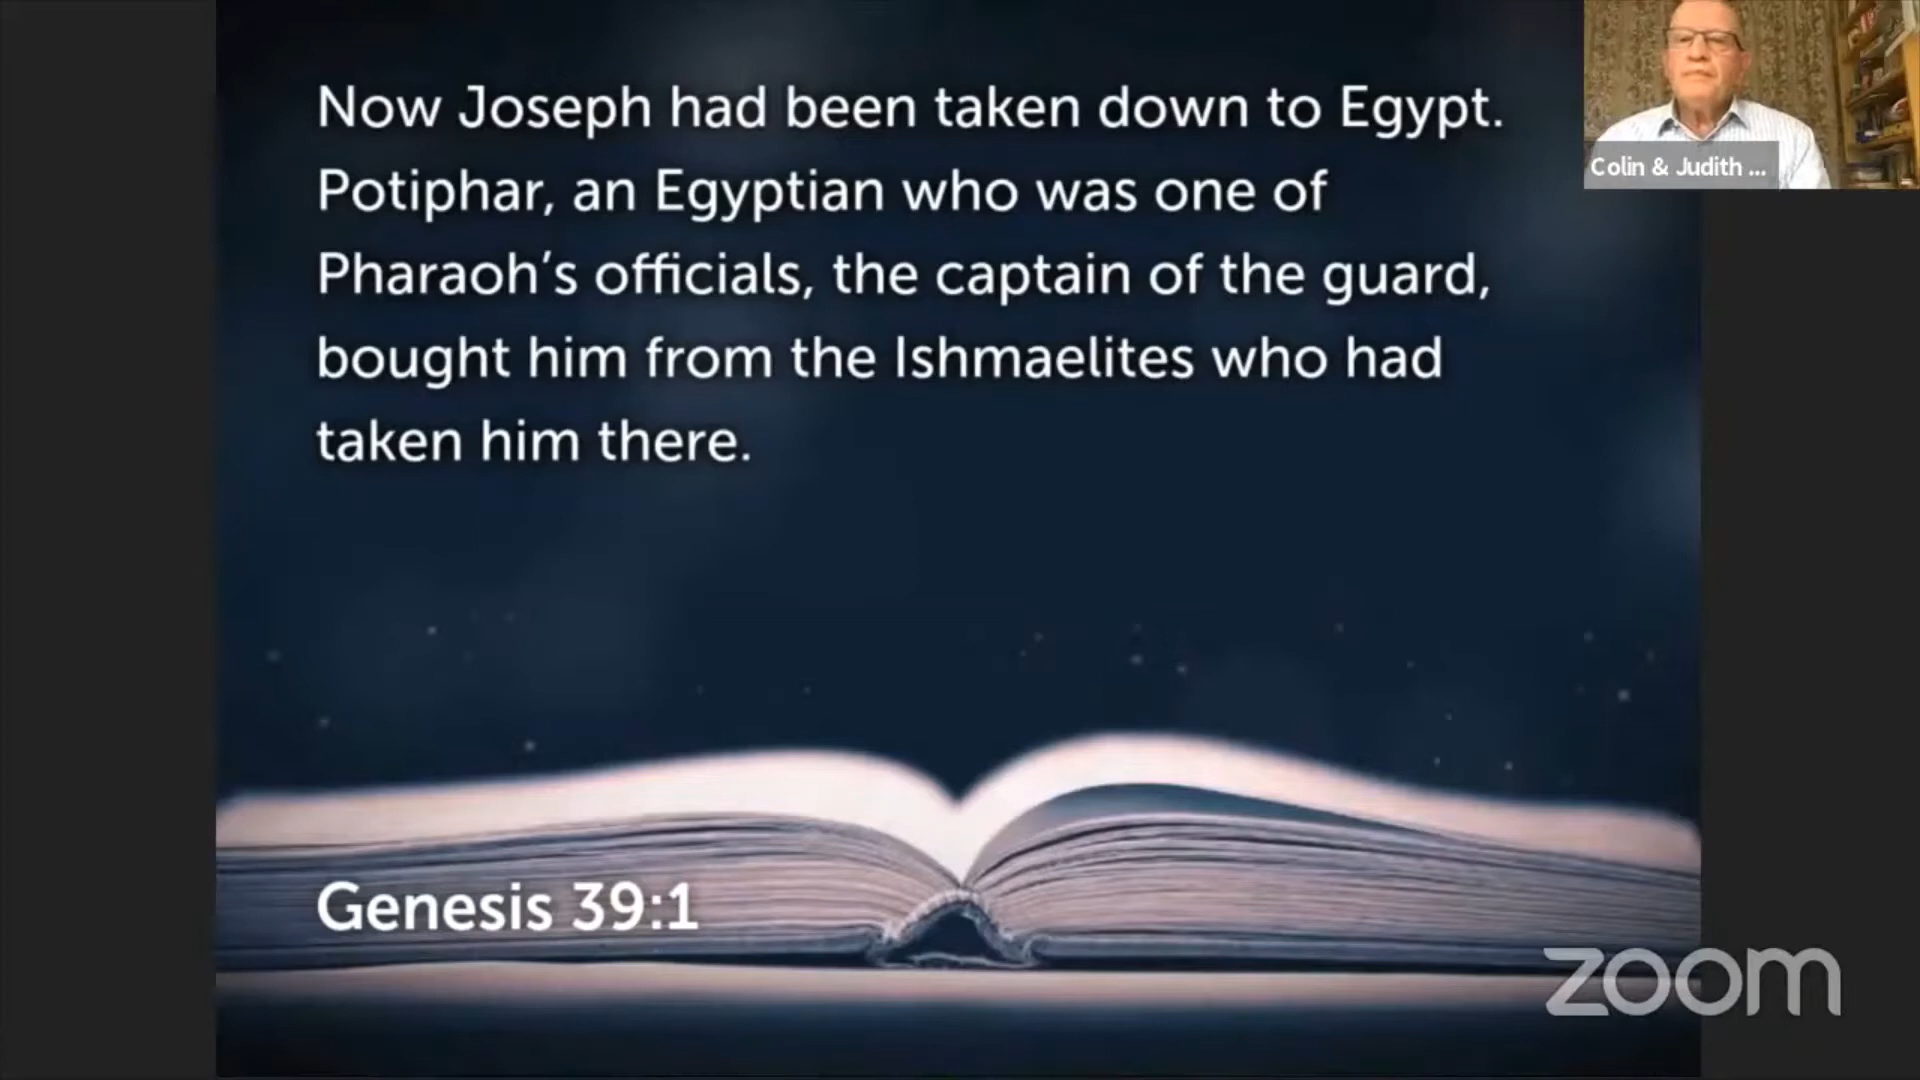 Now Joseph had been taken down to Egypt.
Potiphar, an Egyptian who was one of
Pharaoh’s officials, the captain of the guard,
bought him from the Ishmaelites who had
taken him there.
Genesis 39:1
Colin & Judith ...
zoom